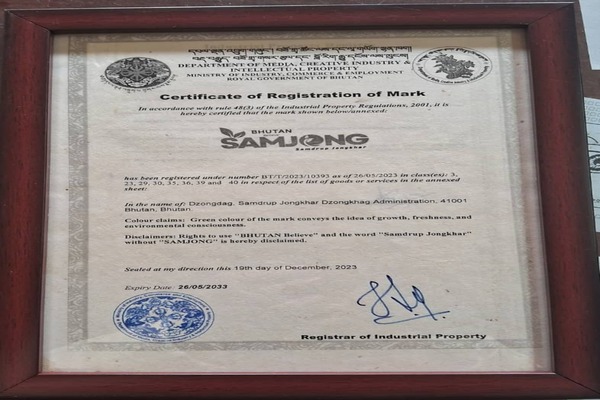 DEPARTMENT OF MEDIA, CREATIVE INDUSTRY &
INTELLECTUAL PROPERTY
MINISTRY OF INDUSTRY, COMMERCE & EMPLOYMENT
ROYAL GOVERNMENT OF BHUTAN
Certificate of Registration of Mark
In accordance with rule 48(3) of the Industrial Property Regulations, 2001, it is
hereby certified that the mark shown below/annexed:
BHUTAN
SAMJONG
Samdrup Jongkhar
has been registered under number BT/T/2023/10393 as of 26/05/2023 in class(es): 3,
23, 29, 30, 35, 36, 39 and 40 in respect of the list of goods or services in the annexed
sheet:
In the name of: Dzongdag, Samdrup Jongkhar Dzongkhag Administration, 41001
Bhutan, Bhutan.
Colour claims: Green colour of the mark conveys the idea of growth, freshness, and
environmental consciousness.
Disclaimers: Rights to use "BHUTAN Believe" and the word "Samdrup Jongkhar"
without "SAMJONG" is hereby disclaimed.
Sealed at my direction this 19th day of December, 2023
Expiry Date: 26/05/2033
Registrar of Industrial Property